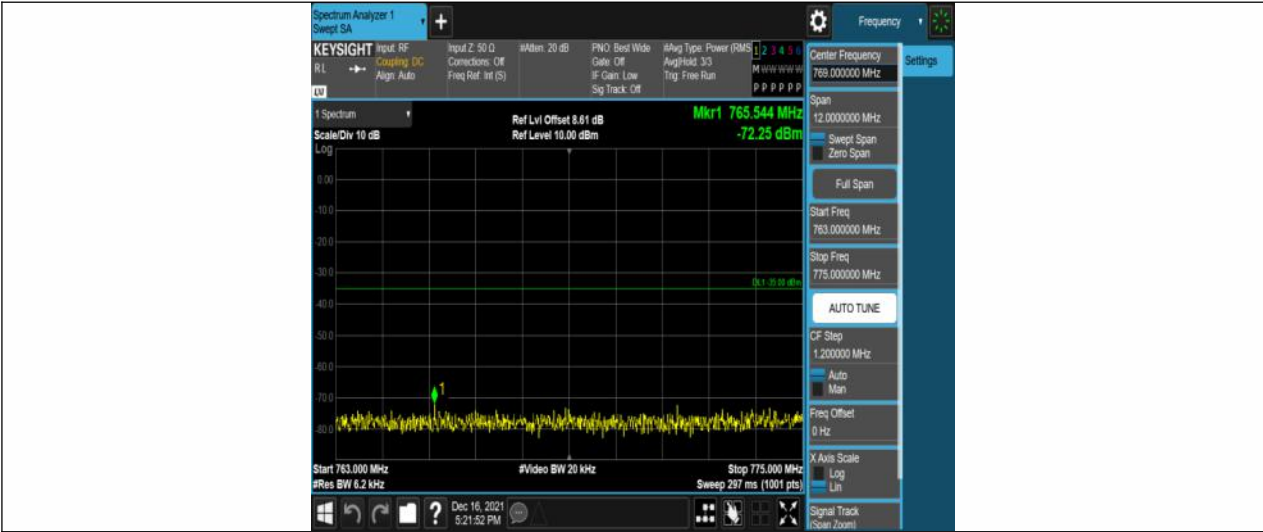 Spectrum Analyzer 1
Swept SA
+
Frequency
KEYSIGHT
RL
LV
Input: RF
Coupling: DC
Align: Auto
Input Z: 50 Ω
Corrections: Off
Freq Ref: Int (S)
#Atten: 20 dB
PNO: Best Wide
Gate: Off
IF Gain: Low
Sig Track: Off
#Avg Type: Power (RMS
Avg|Hold: 3/3
Trig: Free Run
1 2 3 4 5 6
M W W W W W
P P P P P P
1 Spectrum
Scale/Div 10 dB
Ref Lvl Offset 8.61 dB
Ref Level 10.00 dBm
Mkr1 765.544 MHz
-72.25 dBm
Log
0.00
-10.0
-20.0
-30.0
-40.0
-50.0
-60.0
-70.0
-80.0
DL1 -35.00 dBm
1
Start 763.000 MHz
#Res BW 6.2 kHz
#Video BW 20 kHz
Stop 775.000 MHz
Sweep 297 ms (1001 pts)
?
Dec 16, 2021
5:21:52 PM
Center Frequency
769.000000 MHz
Settings
Span
12.0000000 MHz
Swept Span
Zero Span
Full Span
Start Freq
763.000000 MHz
Stop Freq
775.000000 MHz
AUTO TUNE
CF Step
1.200000 MHz
Auto
Man
Freq Offset
0 Hz
X Axis Scale
Log
Lin
Signal Track
(Span Zoom)